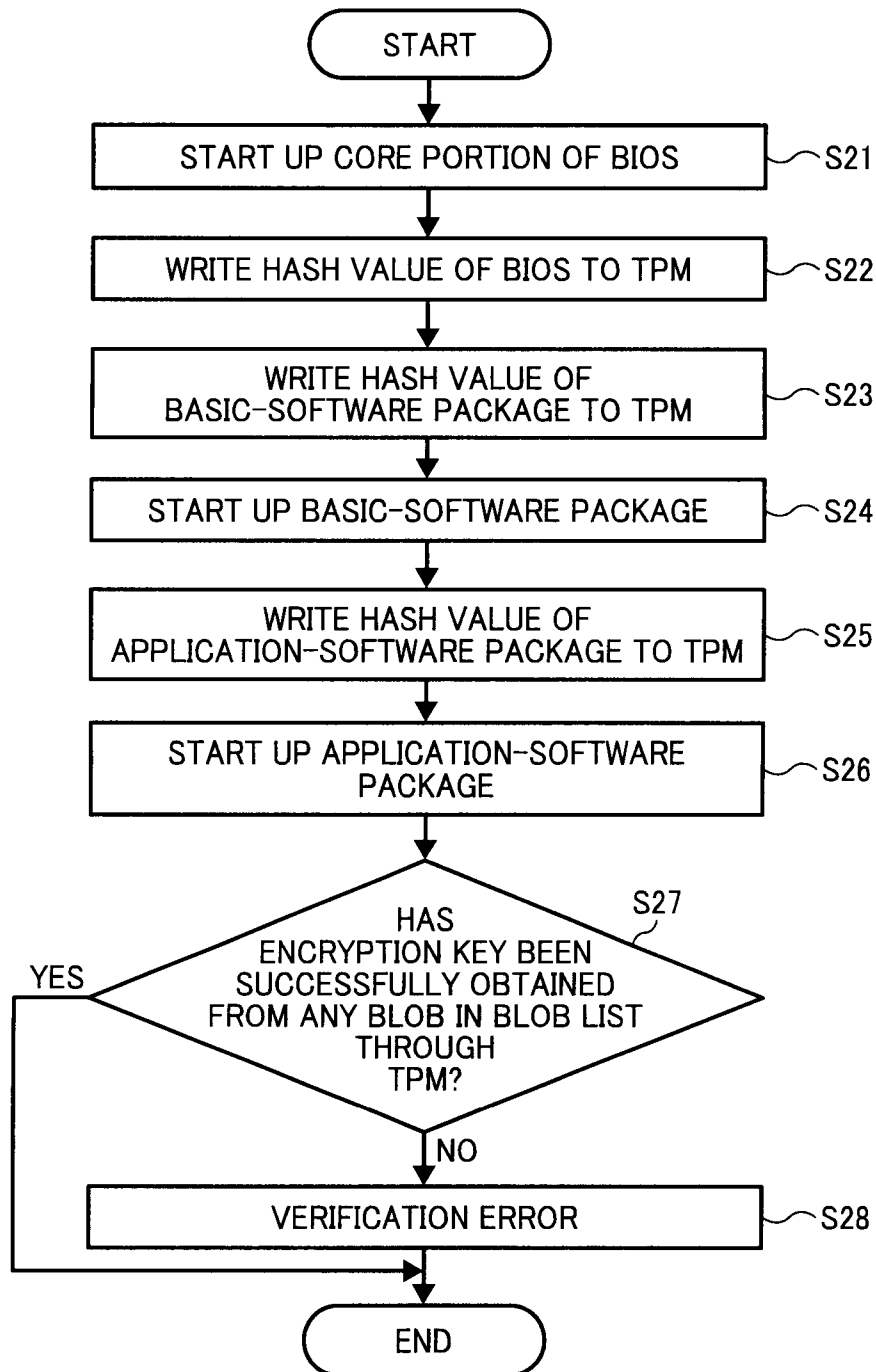 START
START UP CORE PORTION OF BIOS
S21
WRITE HASH VALUE OF BIOS TO TPM
S22
WRITE HASH VALUE OF
BASIC-SOFTWARE PACKAGE TO TPM
S23
START UP BASIC-SOFTWARE PACKAGE
S24
WRITE HASH VALUE OF
APPLICATION-SOFTWARE PACKAGE TO TPM
S25
START UP APPLICATION-SOFTWARE
PACKAGE
S26
S27
HAS
ENCRYPTION KEY BEEN
SUCCESSFULLY OBTAINED
FROM ANY BLOB IN BLOB LIST
THROUGH
TPM?
YES
NO
VERIFICATION ERROR
S28
END